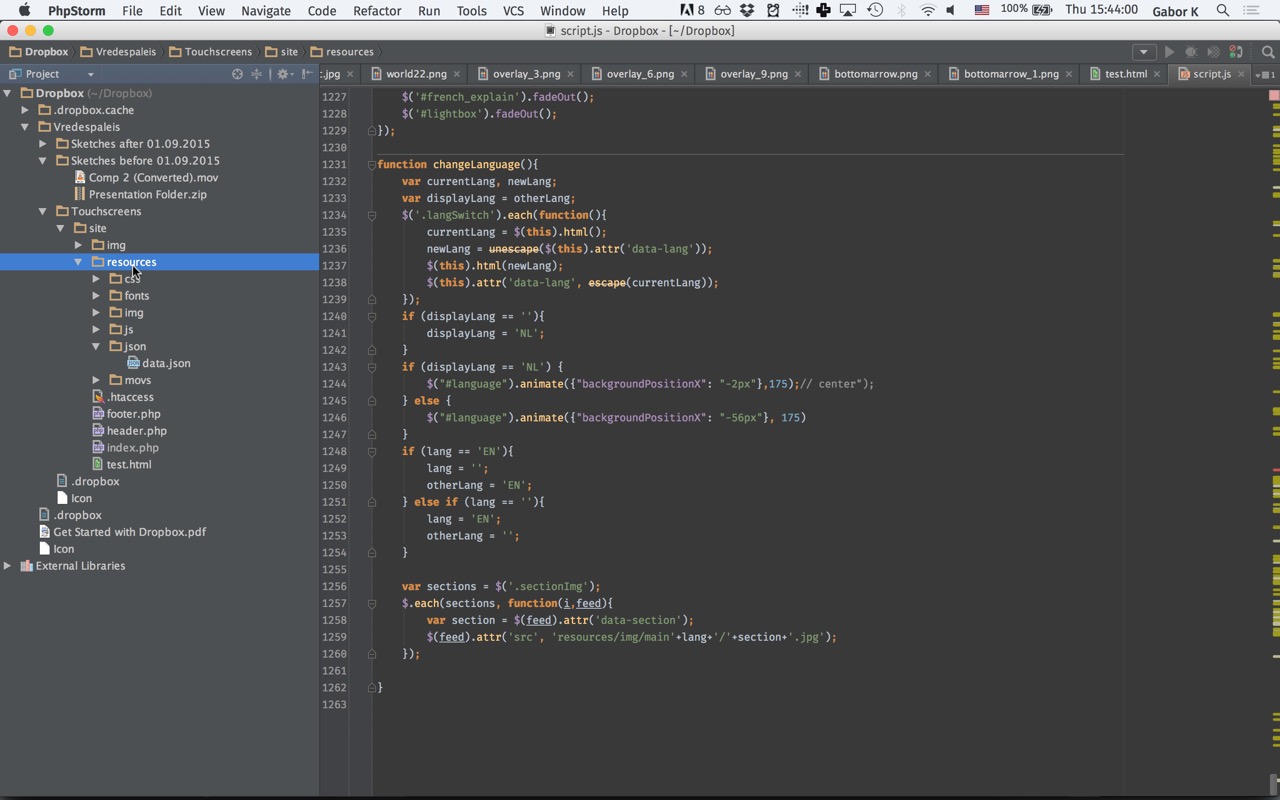 PhpStorm File Edit View Navigate Code Refactor Run Tools VCS Window Help 8 100% Thu 15:44:00 Gabor K
script.js - Dropbox - [~/Dropbox]
Dropbox Vredespaleis Touchscreens site resources
Project
:.jpg world22.png overlay_3.png overlay_6.png overlay_9.png bottomarrow.png bottomarrow_1.png test.html script.js 1
Dropbox (~/Dropbox)
.dropbox.cache
Vredespaleis
Sketches after 01.09.2015
Sketches before 01.09.2015
Comp 2 (Converted).mov
Presentation Folder.zip
Touchscreens
site
img
resources
css
fonts
img
js
json
data.json
movs
.htaccess
footer.php
header.php
index.php
test.html
.dropbox
Icon
.dropbox
Get Started with Dropbox.pdf
Icon
External Libraries
1227 $('#french_explain').fadeOut();
1228 $('#lightbox').fadeOut();
1229 });
1230
1231 function changeLanguage(){
1232 var currentLang, newLang;
1233 var displayLang = otherLang;
1234 $('.langSwitch').each(function(){
1235 currentLang = $(this).html();
1236 newLang = unescape($(this).attr('data-lang'));
1237 $(this).html(newLang);
1238 $(this).attr('data-lang', escape(currentLang));
1239 });
1240 if (displayLang == ''){
1241 displayLang = 'NL';
1242 }
1243 if (displayLang == 'NL') {
1244 $("#language").animate({"backgroundPositionX": "-2px"},175);// center");
1245 } else {
1246 $("#language").animate({"backgroundPositionX": "-56px"}, 175)
1247 }
1248 if (lang == 'EN'){
1249 lang = '';
1250 otherLang = 'EN';
1251 } else if (lang == ''){
1252 lang = 'EN';
1253 otherLang = '';
1254 }
1255
1256 var sections = $('.sectionImg');
1257 $.each(sections, function(i,feed){
1258 var section = $(feed).attr('data-section');
1259 $(feed).attr('src', 'resources/img/main'+lang+'/'+section+'.jpg');
1260 });
1261
1262 }
1263